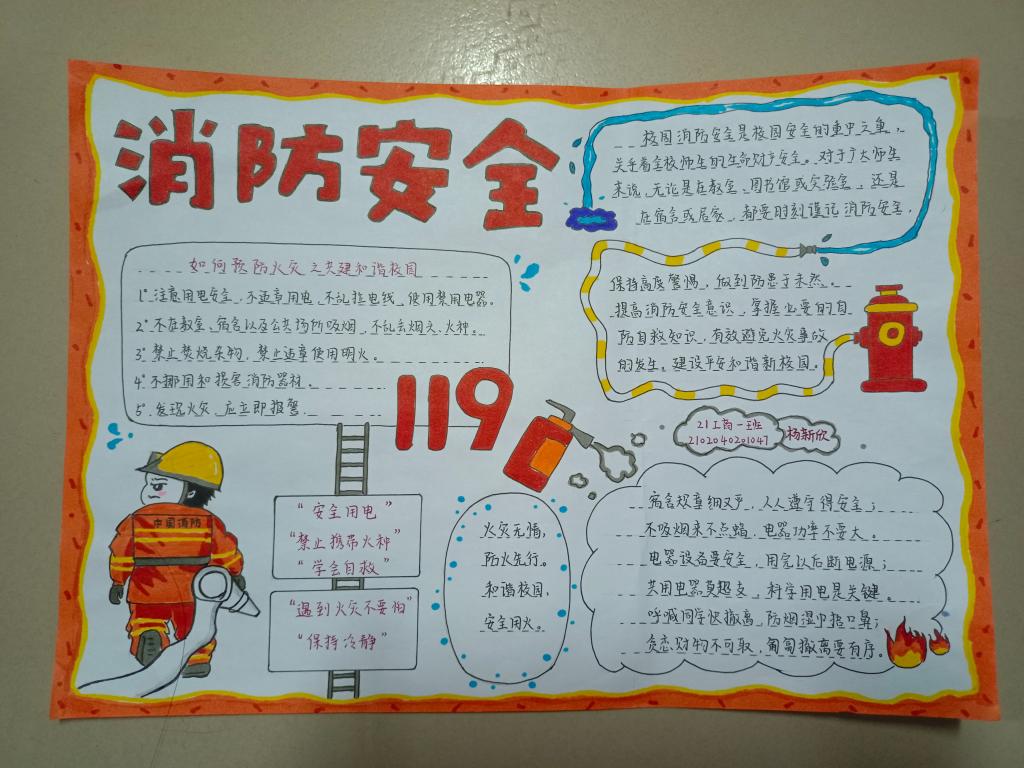 消防安全
校园消防安全是校园安全的重中之重，
关乎着全校师生的生命财产安全。对于广大师生
来说，无论是在教室、图书馆或实验室，还是
在宿舍或居家，都要时刻谨记消防安全，
保持高度警惕，做到防患于未然。
提高消防安全意识，掌握必要的自
防自救知识，有效避免火灾事故
的发生，建设平安和谐新校园。
如何预防火灾之共建和谐校园
1°注意用电安全，不违章用电，不乱拉电线，使用禁用电器。
2°不在教室、宿舍以及公共场所吸烟，不乱丢烟头、火种。
3°禁止焚烧杂物，禁止违章使用明火。
4°不挪用和损害消防器材。
5°发现火灾，应立即报警。
119
21工商一班
2102040201047
杨新欣
中国消防
“安全用电”
“禁止携带火种”
“学会自救”
“遇到火灾不要怕”
“保持冷静”
火灾无情，
防火先行。
和谐校园，
安全用火。
宿舍规章细又严，人人遵守得安全；
不吸烟来不点蜡，电器功率不要大。
电器设备要安全，用完以后断电源；
共用电器莫超支，科学用电是关键。
呼喊同学快撤离，防烟湿巾捂口鼻；
贪恋财物不可取，匍匐撤离要有序。